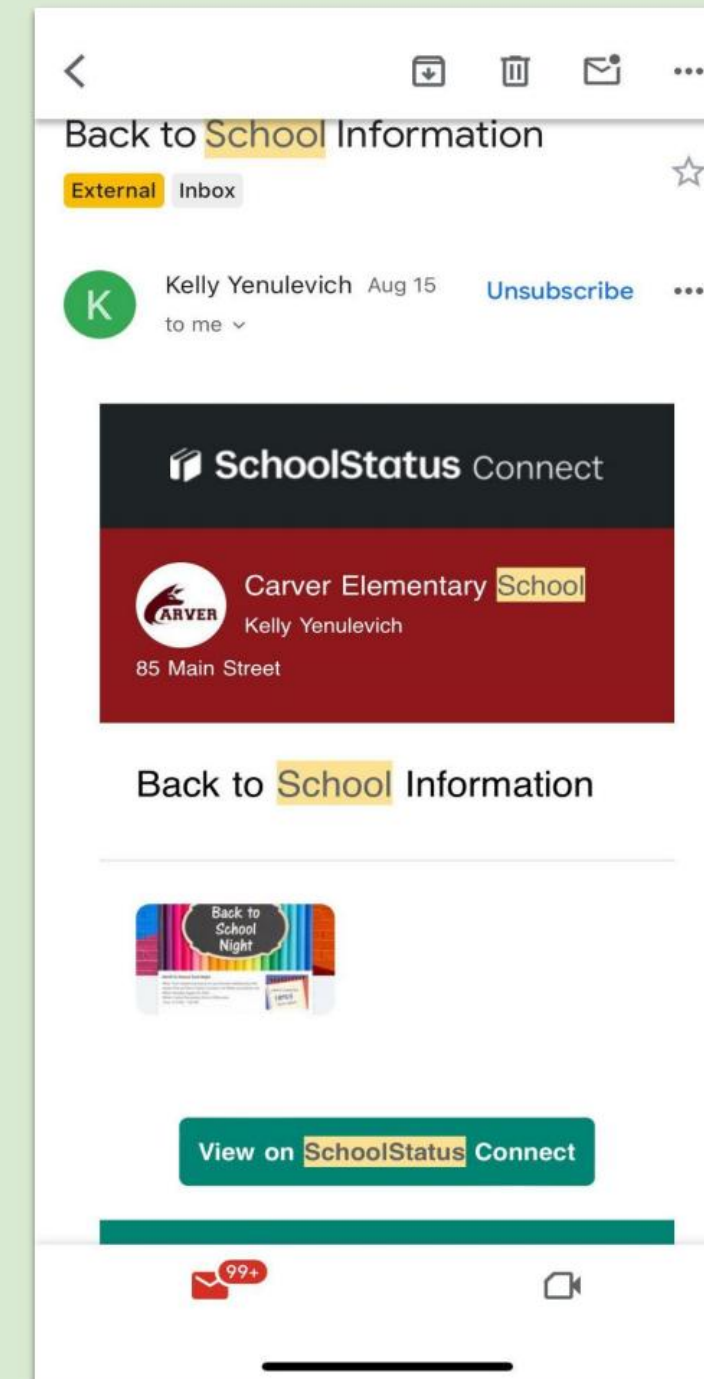 Back to School Information
External Inbox
K
Kelly Yenulevich Aug 15 Unsubscribe
to me
SchoolStatus Connect
CARVER
Carver Elementary School
Kelly Yenulevich
85 Main Street
Back to School Information
Back to
School
Night
View on SchoolStatus Connect
99+